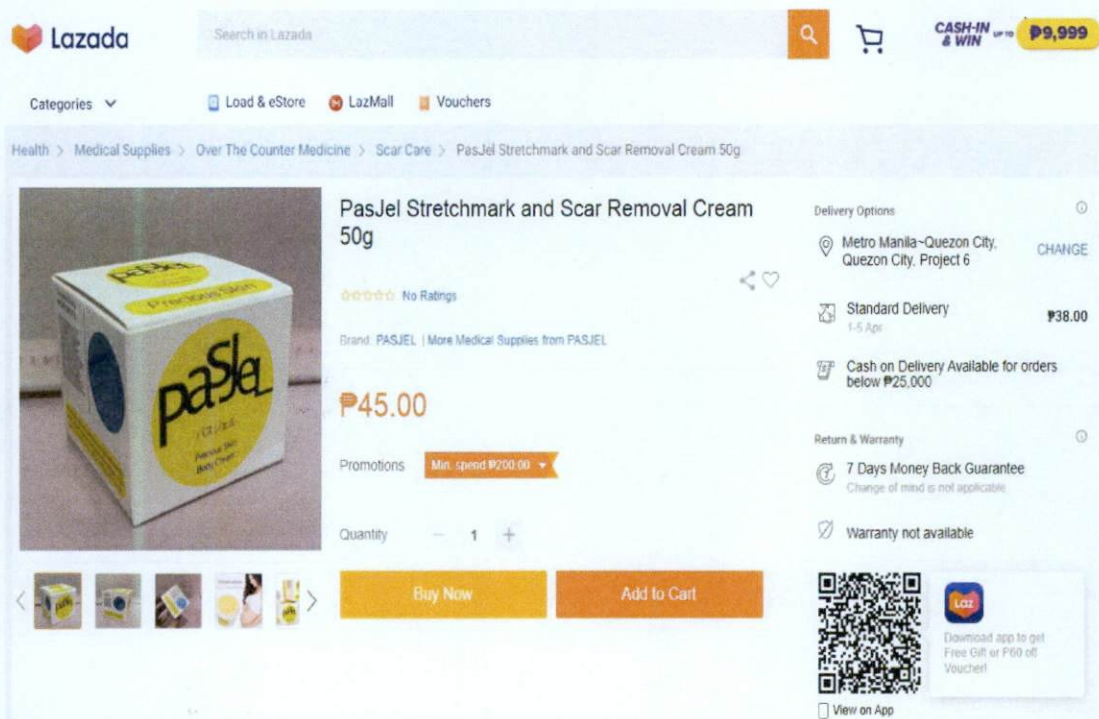 Lazada
Search in Lazada
CASH-IN & WIN UP TO ₱9,999
Categories
Load & eStore
LazMall
Vouchers
Health > Medical Supplies > Over The Counter Medicine > Scar Care > PasJel Stretchmark and Scar Removal Cream 50g
pasJel
Precious Skin
pasJel
Precious Skin
Body Cream
PasJel Stretchmark and Scar Removal Cream
50g
No Ratings
Brand: PASJEL | More Medical Supplies from PASJEL
₱45.00
Promotions
Min. spend ₱200.00
Quantity
1
Buy Now
Add to Cart
Delivery Options
Metro Manila~Quezon City,
Quezon City, Project 6
CHANGE
Standard Delivery
₱38.00
1-5 Apr
Cash on Delivery Available for orders
below ₱25,000
Return & Warranty
7 Days Money Back Guarantee
Change of mind is not applicable
Warranty not available
Laz
Download app to get
Free Gift or P60 off
Voucher!
View on App